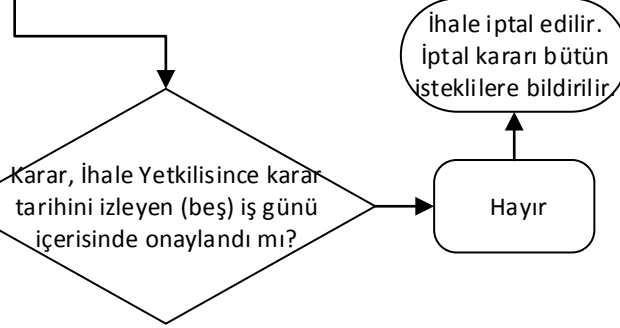 İhale iptal edilir.
İptal kararı bütün
isteklilere bildirilir.
Karar, İhale Yetkilisince karar
tarihini izleyen (beş) iş günü
içerisinde onaylandı mı?
Hayır